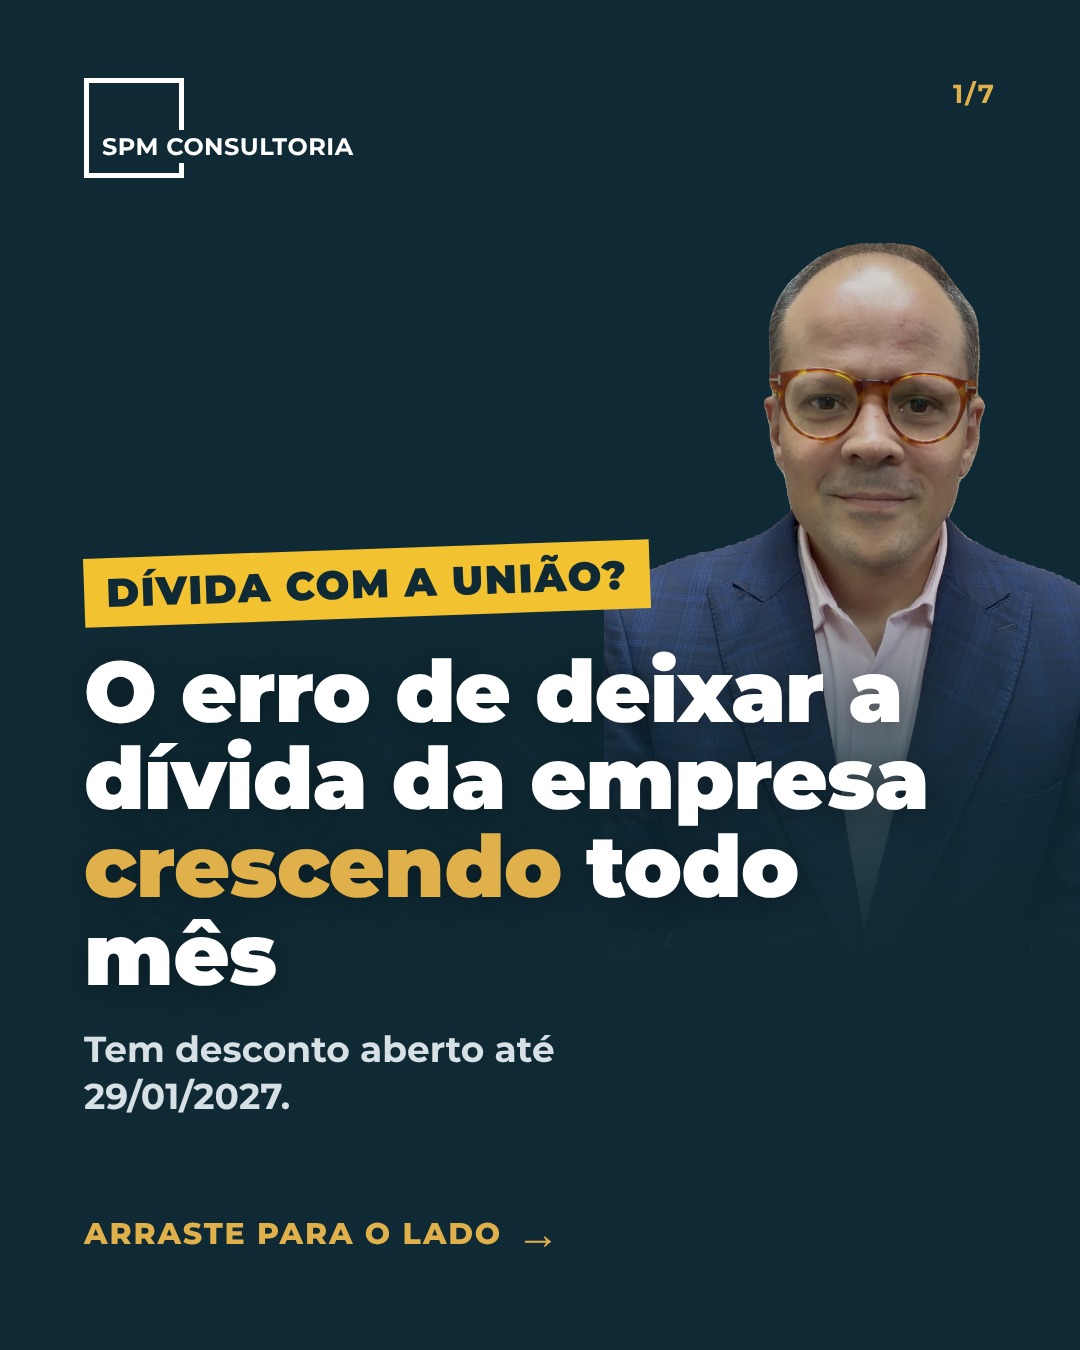 SPM CONSULTORIA
1/7
DÍVIDA COM A UNIÃO?
O erro de deixar a
dívida da empresa
crescendo todo
mês
Tem desconto aberto até
29/01/2027.
ARRASTE PARA O LADO →